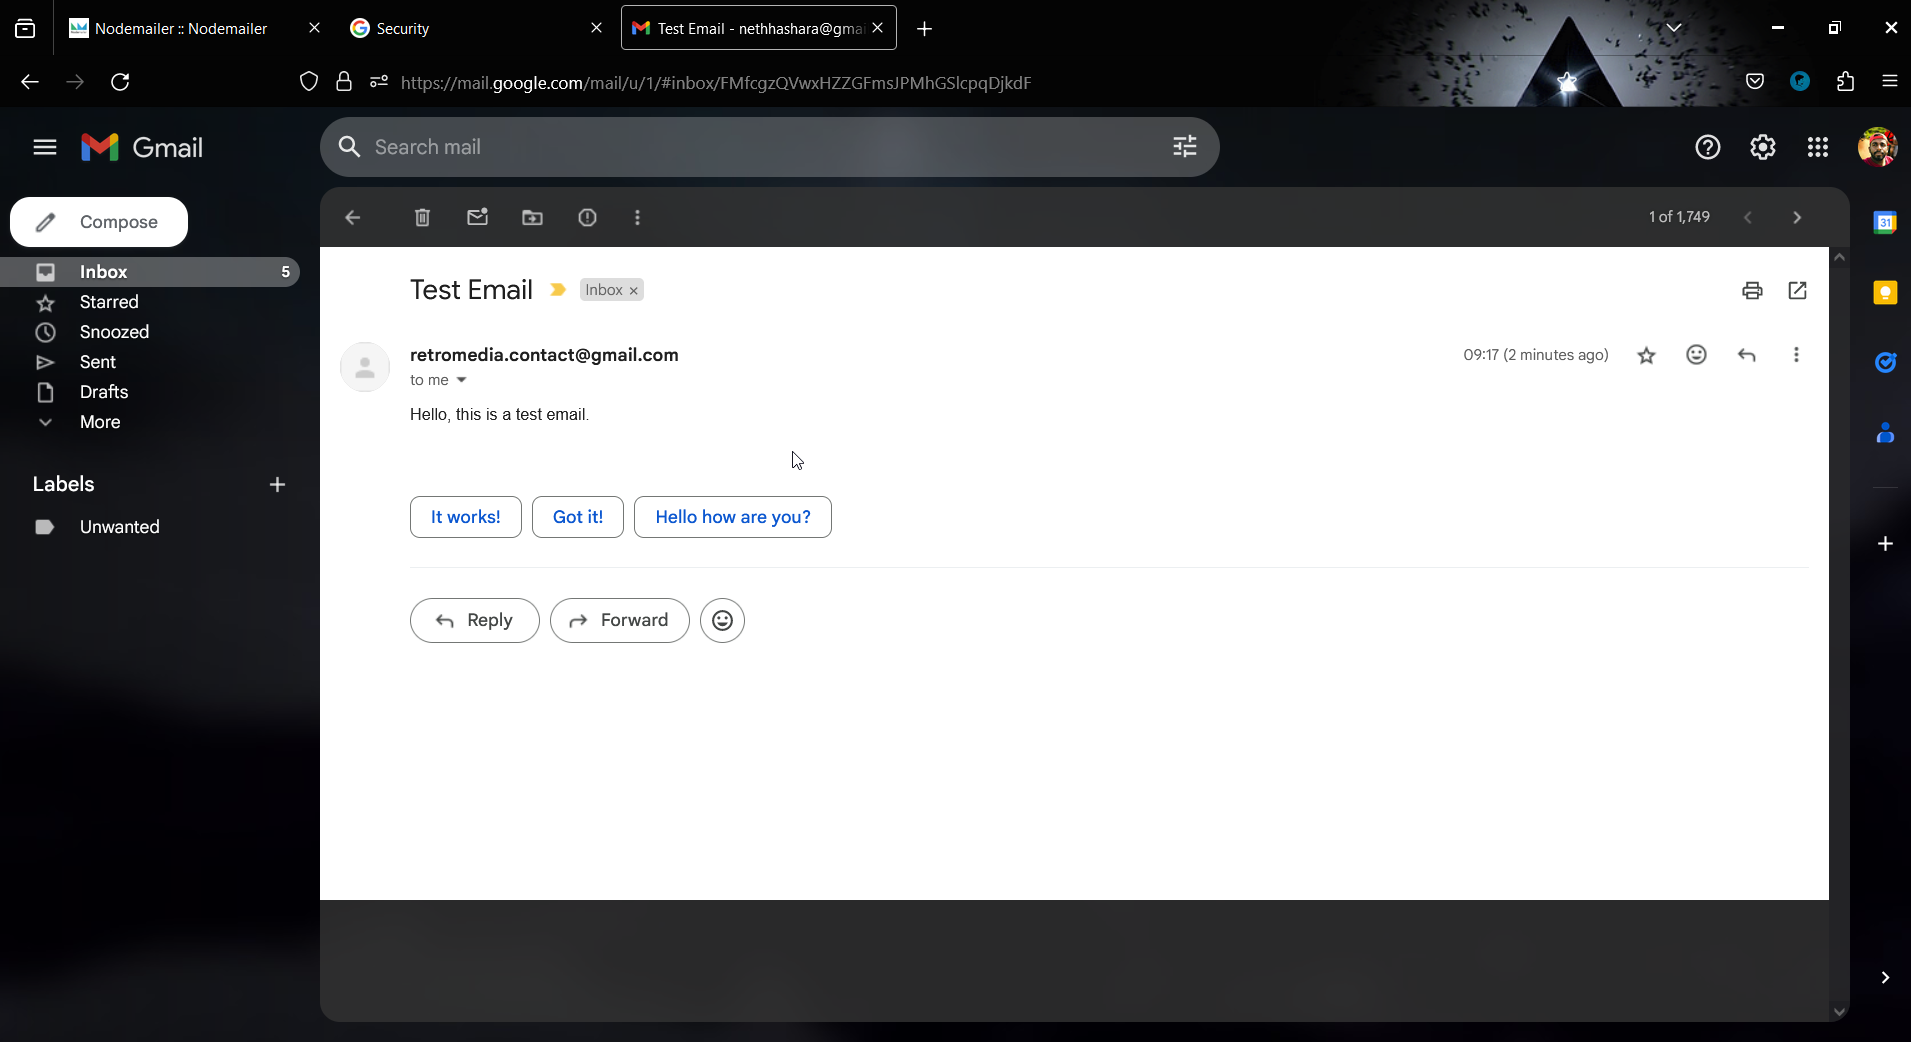 Nodemailer :: Nodemailer
Security
Test Email - nethhashara@gmai
https://mail.google.com/mail/u/1/#inbox/FMfcgzQVwxHZZGFmsJPMhGSlcpqDjkdF
Gmail
Search mail
Compose
1 of 1,749
31
Inbox 5
Starred
Snoozed
Sent
Drafts
More
Labels
Unwanted
Test Email
Inbox ×
retromedia.contact@gmail.com
09:17 (2 minutes ago)
to me
Hello, this is a test email.
It works!
Got it!
Hello how are you?
Reply
Forward